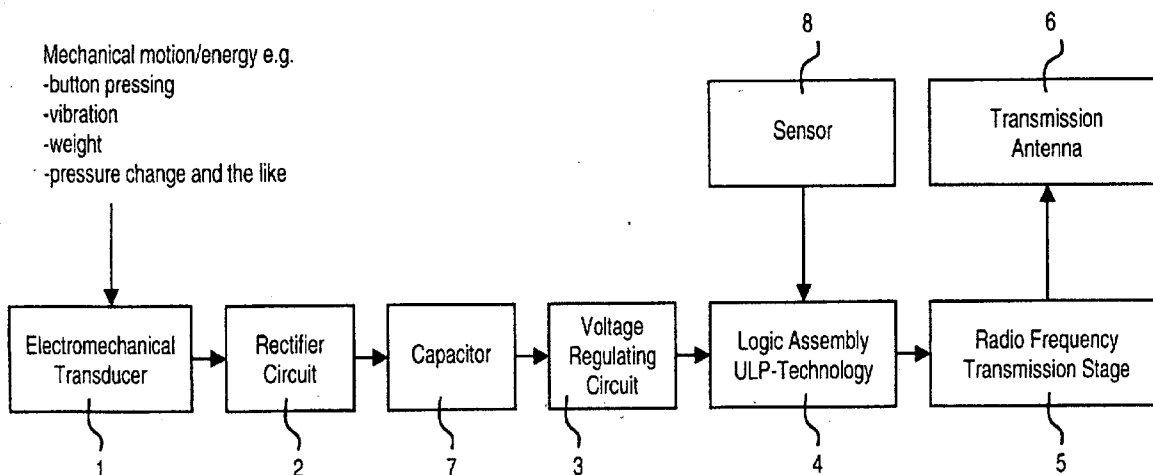 8
6
Mechanical motion/energy e.g.
-button pressing
-vibration
-weight
-pressure change and the like
Sensor
Transmission
Antenna
Electromechanical
Transducer
Rectifier
Circuit
Capacitor
Voltage
Regulating
Circuit
Logic Assembly
ULP-Technology
Radio Frequency
Transmission Stage
1
2
7
3
4
5